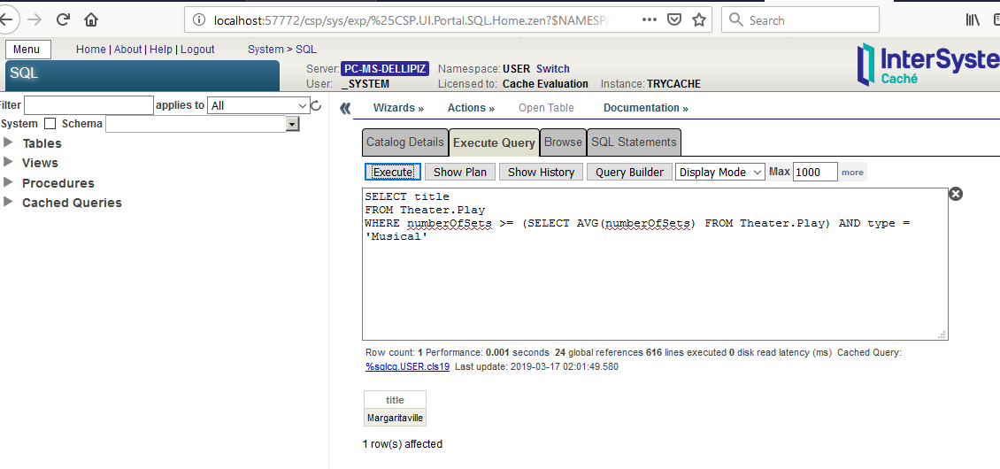 localhost:57772/csp/sys/exp/%25CSP.UI.Portal.SQL.Home.zen?$NAMESPA
Search
Menu
Home | About | Help | Logout
System > SQL
SQL
Server: PC-MS-DELLIPIZ Namespace: USER Switch
User: _SYSTEM Licensed to: Cache Evaluation Instance: TRYCACHE
InterSyste
Caché
Filter applies to All
System Schema
Tables
Views
Procedures
Cached Queries
Wizards » Actions » Open Table Documentation »
Catalog Details Execute Query Browse SQL Statements
Execute Show Plan Show History Query Builder Display Mode Max 1000 more
SELECT title
FROM Theater.Play
WHERE numberOfSets >= (SELECT AVG(numberOfSets) FROM Theater.Play) AND type =
'Musical'
Row count: 1 Performance: 0.001 seconds 24 global references 616 lines executed 0 disk read latency (ms) Cached Query:
%sqlcq.USER.cls19 Last update: 2019-03-17 02:01:49.580
title
Margaritaville
1 row(s) affected